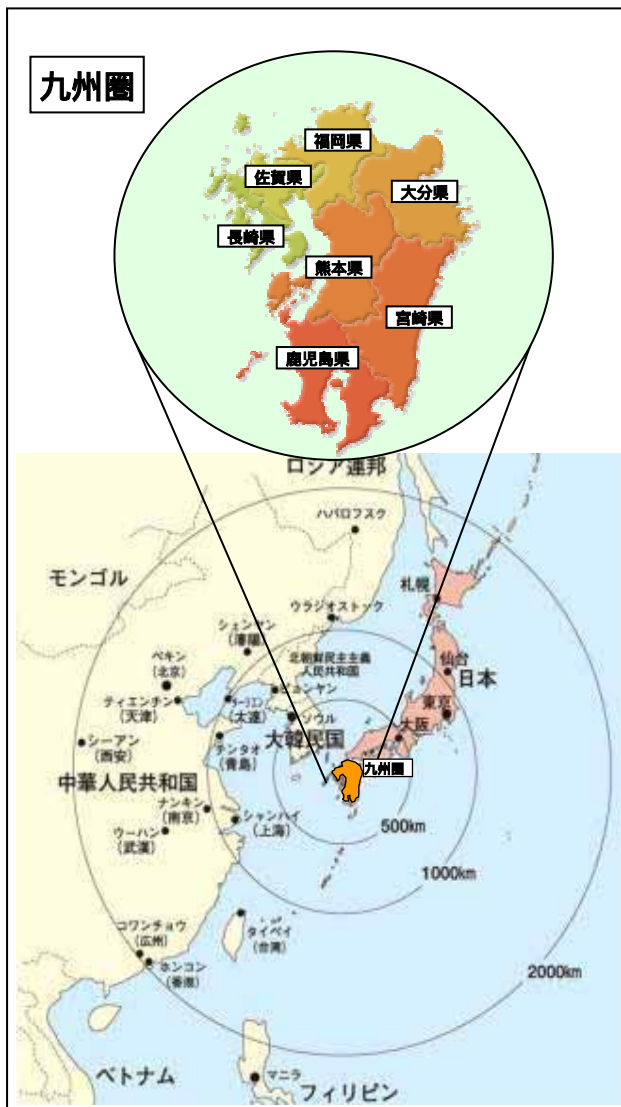 九州圏
福岡県
佐賀県
大分県
長崎県
熊本県
宮崎県
鹿児島県
ロシア連邦
ハバロフスク
モンゴル
札幌
ウラジオストック
シェンヤン
(瀋陽)
北朝鮮民主主義
人民共和国
仙台
ペキン
(北京)
ピョンヤン
日本
ティエンチン
(天津)
ターリエン
(大連)
ソウル
東京
大韓民国
大阪
シーアン
(西安)
チンタオ
(青島)
九州圏
中華人民共和国
ナンキン
(南京)
シャンハイ
(上海)
500km
ウーハン
(武漢)
1000km
コワンチョウ
(広州)
タイペイ
(台湾)
ホンコン
(香港)
2000km
ベトナム
マニラ
フィリピン